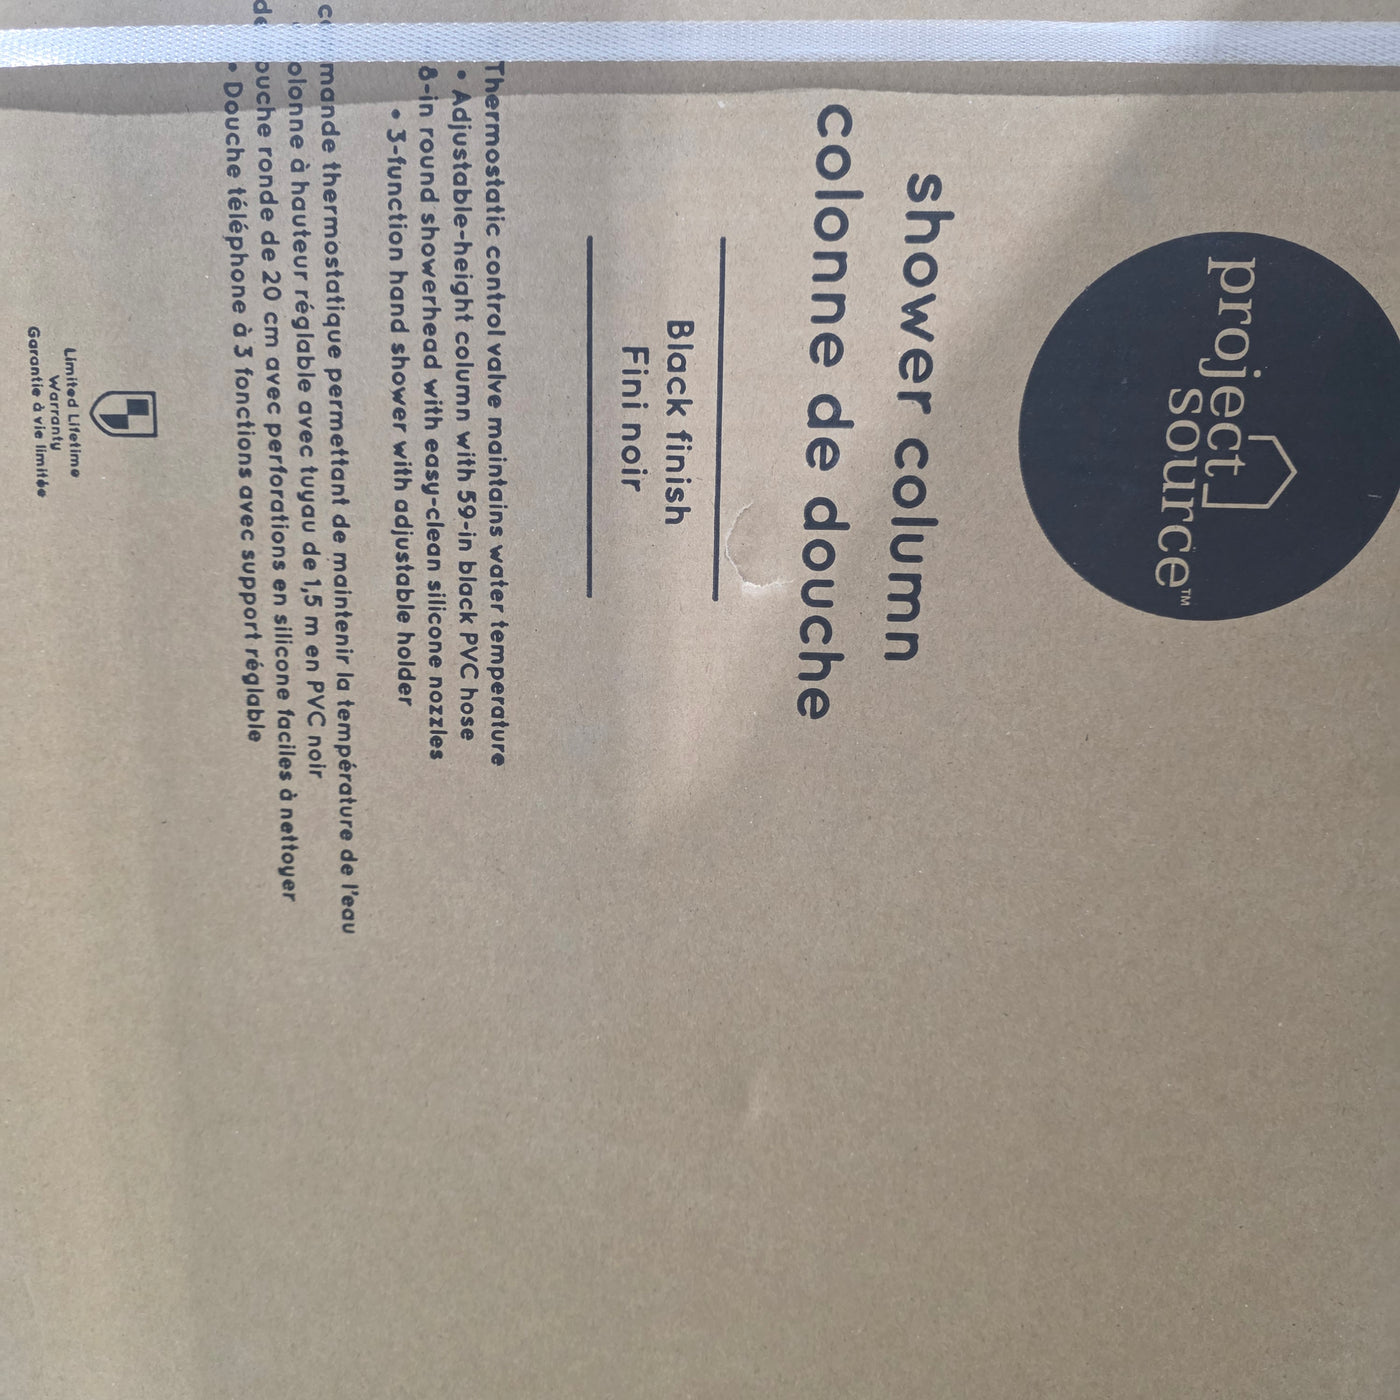 project
source™
shower column
colonne de douche
Black finish
Fini noir
Thermostatic control valve maintains water temperature
• Adjustable-height column with 59-in black PVC hose
8-in round showerhead with easy-clean silicone nozzles
• 3-function hand shower with adjustable holder
mande thermostatique permettant de maintenir la température de l'eau
olonne à hauteur réglable avec tuyau de 1,5 m en PVC noir
ouche ronde de 20 cm avec perforations en silicone faciles à nettoyer
• Douche téléphone à 3 fonctions avec support réglable
Limited Lifetime
Warranty
Garantie à vie limitée